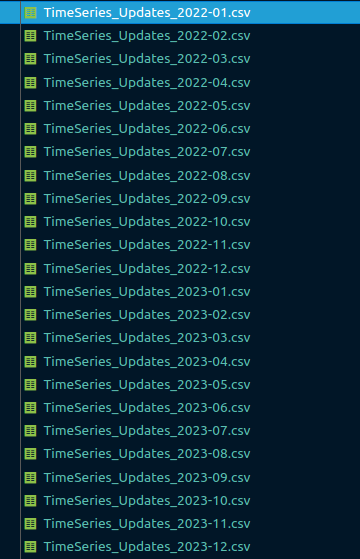 TimeSeries_Updates_2022-01.csv
TimeSeries_Updates_2022-02.csv
TimeSeries_Updates_2022-03.csv
TimeSeries_Updates_2022-04.csv
TimeSeries_Updates_2022-05.csv
TimeSeries_Updates_2022-06.csv
TimeSeries_Updates_2022-07.csv
TimeSeries_Updates_2022-08.csv
TimeSeries_Updates_2022-09.csv
TimeSeries_Updates_2022-10.csv
TimeSeries_Updates_2022-11.csv
TimeSeries_Updates_2022-12.csv
TimeSeries_Updates_2023-01.csv
TimeSeries_Updates_2023-02.csv
TimeSeries_Updates_2023-03.csv
TimeSeries_Updates_2023-04.csv
TimeSeries_Updates_2023-05.csv
TimeSeries_Updates_2023-06.csv
TimeSeries_Updates_2023-07.csv
TimeSeries_Updates_2023-08.csv
TimeSeries_Updates_2023-09.csv
TimeSeries_Updates_2023-10.csv
TimeSeries_Updates_2023-11.csv
TimeSeries_Updates_2023-12.csv